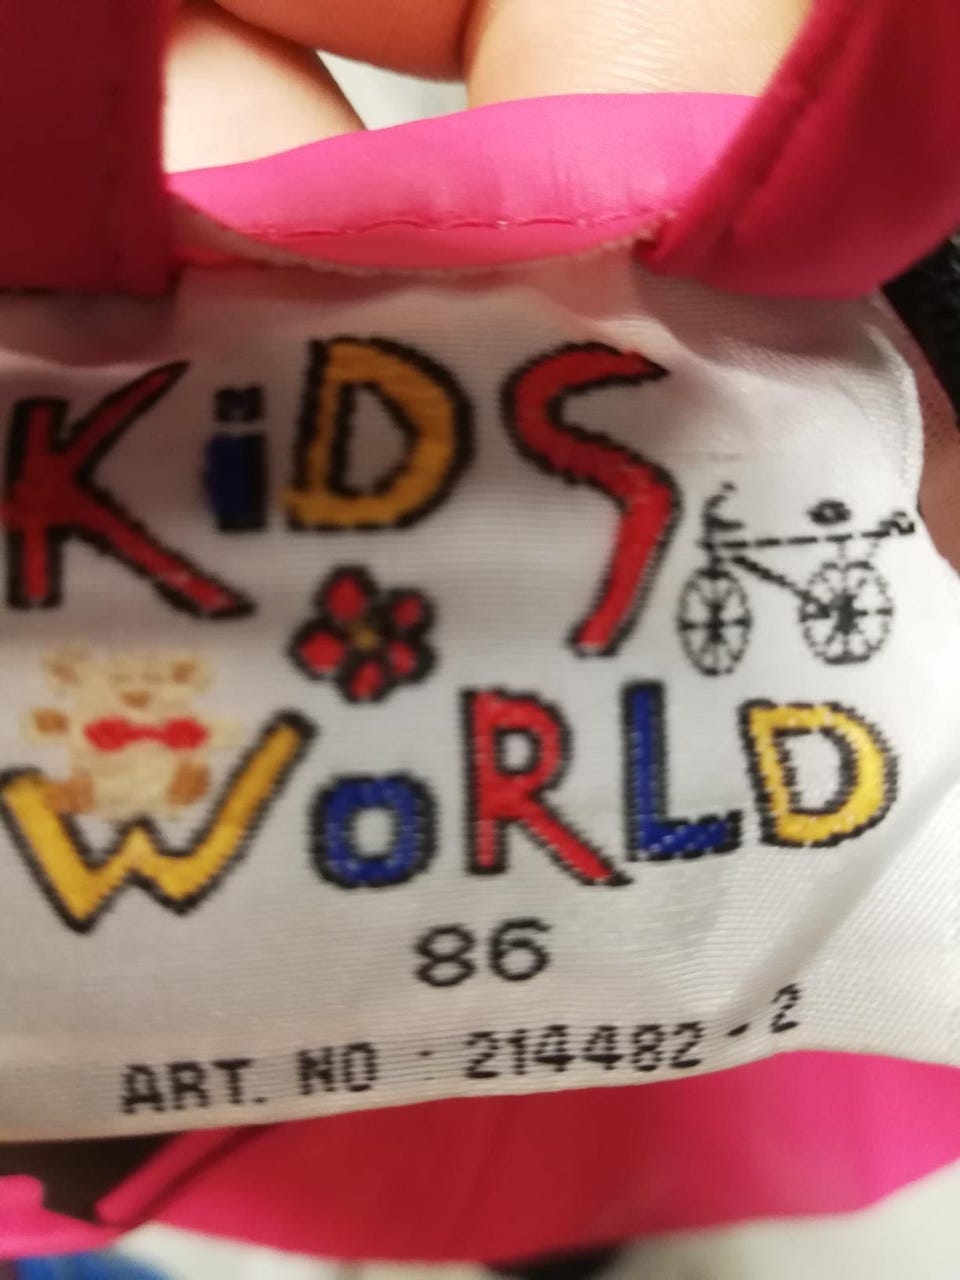 KiDS
WoRLD
86
ART. NO : 214482 - 2